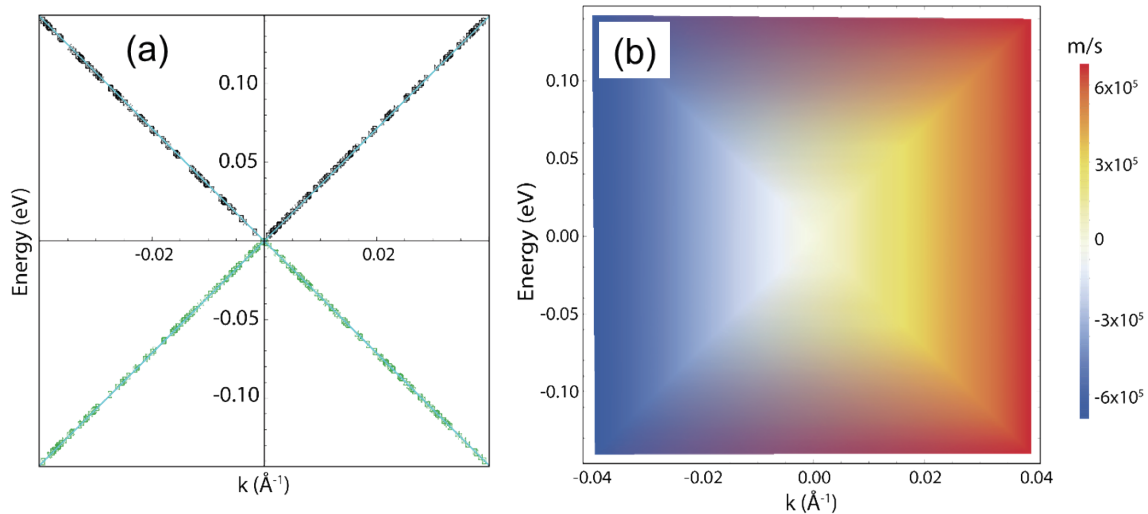 (a)
0.10
0.05
-0.02
0.02
-0.05
-0.10
Energy (eV)
k (Å-1)
(b)
0.10
0.05
0.00
-0.05
-0.10
Energy (eV)
-0.04
-0.02
0.00
0.02
0.04
k (Å-1)
m/s
6x10⁵
3x10⁵
0
-3x10⁵
-6x10⁵